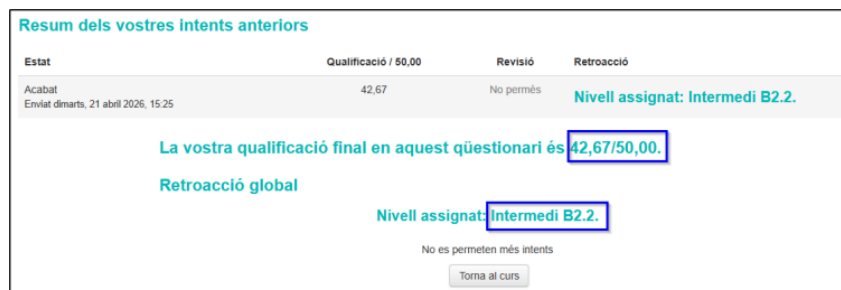 Resum dels vostres intents anteriors
Estat Qualificació / 50,00 Revisió Retroacció
Acabat 42,67 No permès Nivell assignat: Intermedi B2.2.
Enviat dimarts, 21 abril 2026, 15:25
La vostra qualificació final en aquest qüestionari és 42,67/50,00.
Retroacció global
Nivell assignat: Intermedi B2.2.
No es permeten més intents
Torna al curs